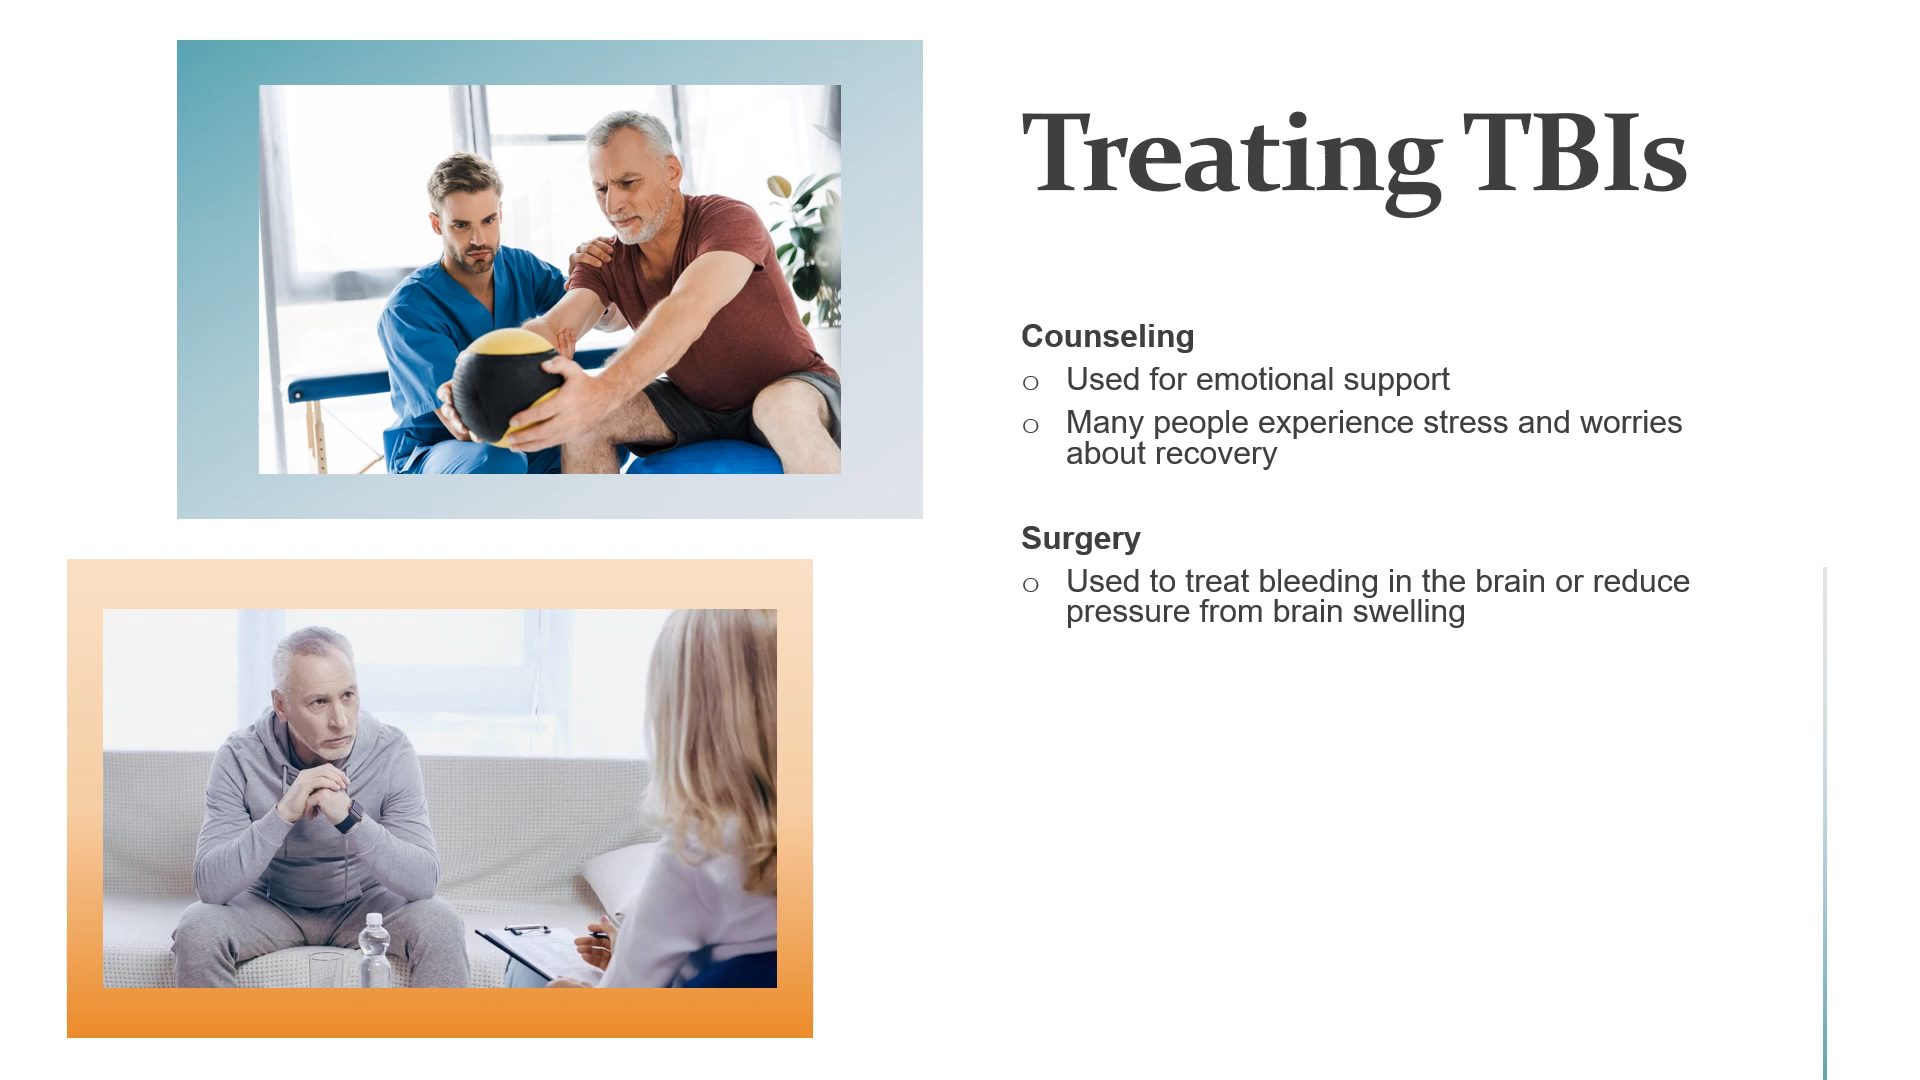 Treating TBIs
Counseling
o Used for emotional support
o Many people experience stress and worries
about recovery
Surgery
o Used to treat bleeding in the brain or reduce
pressure from brain swelling